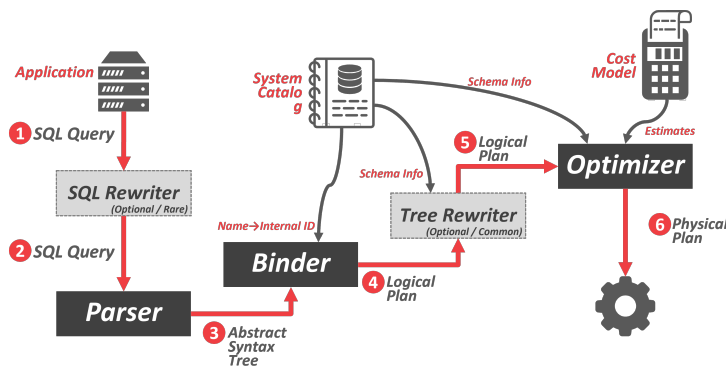 Application
1 SQL Query
SQL Rewriter
(Optional / Rare)
2 SQL Query
Parser
3 Abstract
Syntax
Tree
System
Catalo
g
Name→Internal ID
Binder
4 Logical
Plan
Schema Info
Tree Rewriter
(Optional / Common)
5 Logical
Plan
Schema Info
Cost
Model
Estimates
Optimizer
6 Physical
Plan